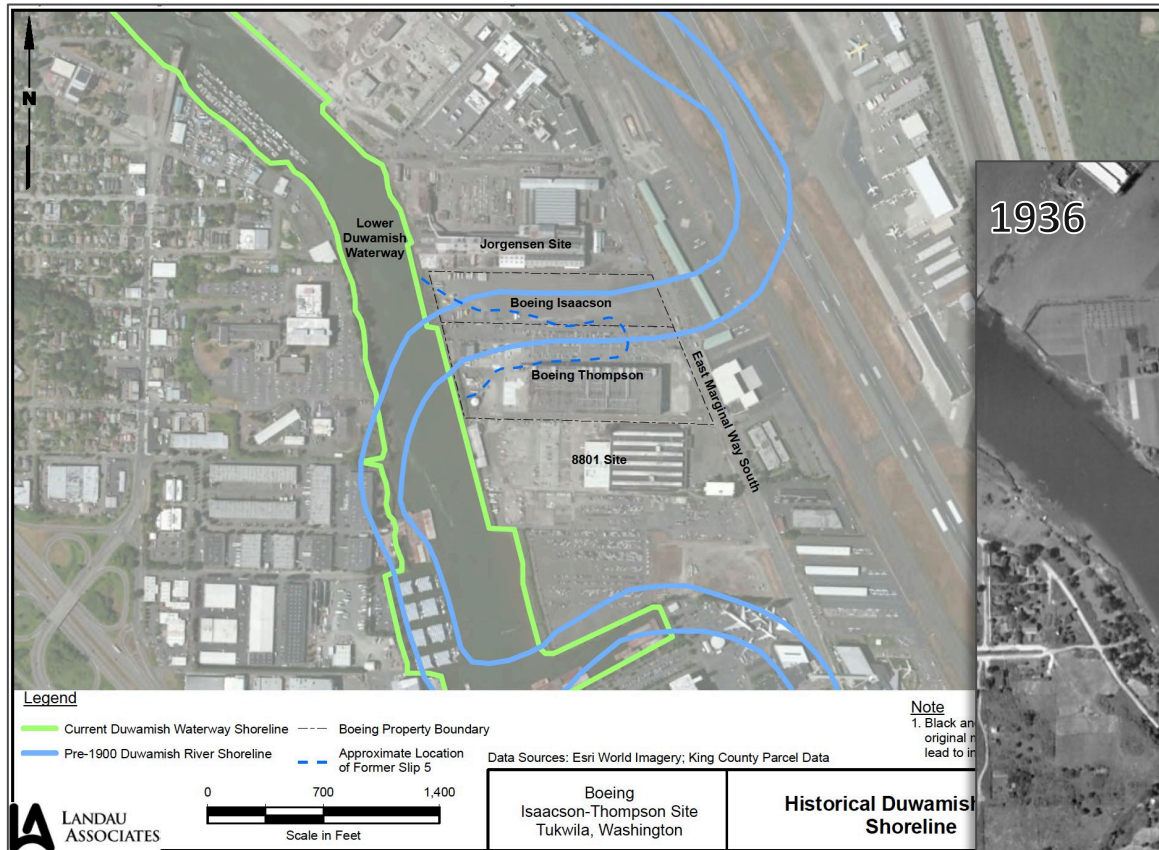 N
1936
Lower
Duwamish
Waterway
Jorgensen Site
Boeing Isaacson
Boeing Thompson
East Marginal Way South
8801 Site
Legend
Current Duwamish Waterway Shoreline
Boeing Property Boundary
Pre-1900 Duwamish River Shoreline
Approximate Location
of Former Slip 5
Data Sources: Esri World Imagery; King County Parcel Data
Note
1. Black an
original
lead to in
0 700 1,400
Scale in Feet
LANDAU
ASSOCIATES
Boeing
Isaacson-Thompson Site
Tukwila, Washington
Historical Duwamish
Shoreline